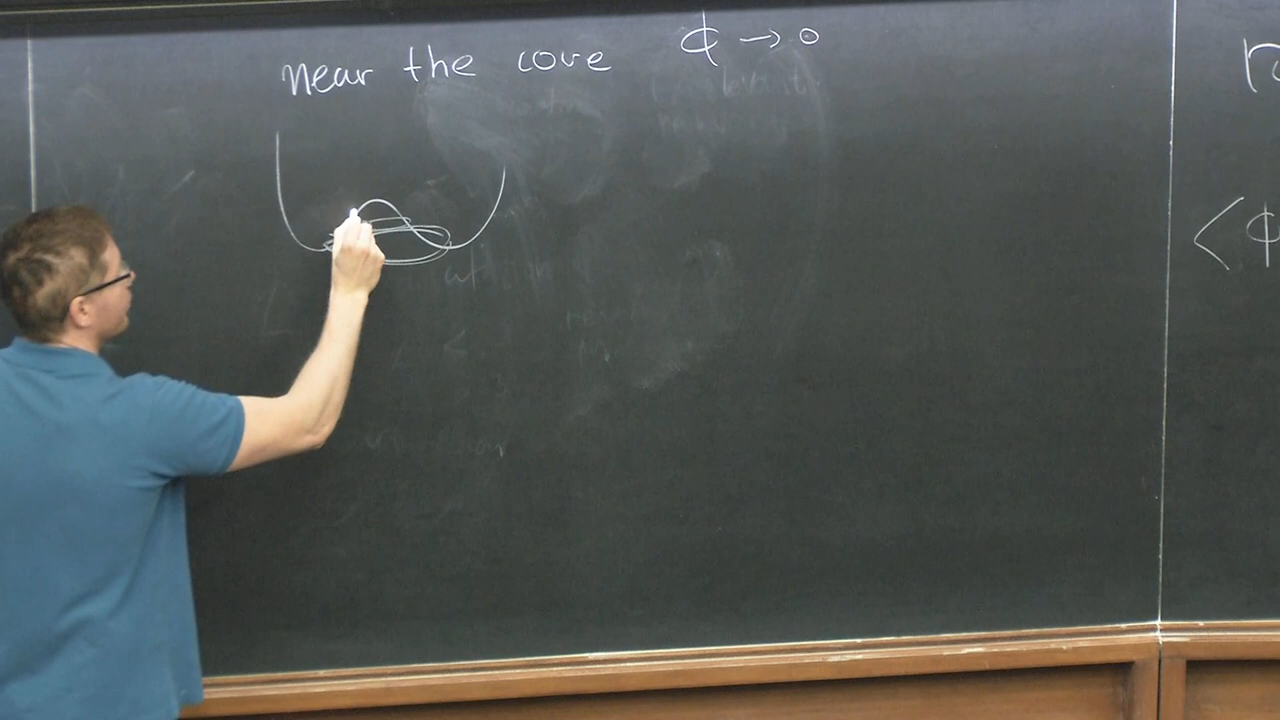 near the core ϕ → 0
< ϕ